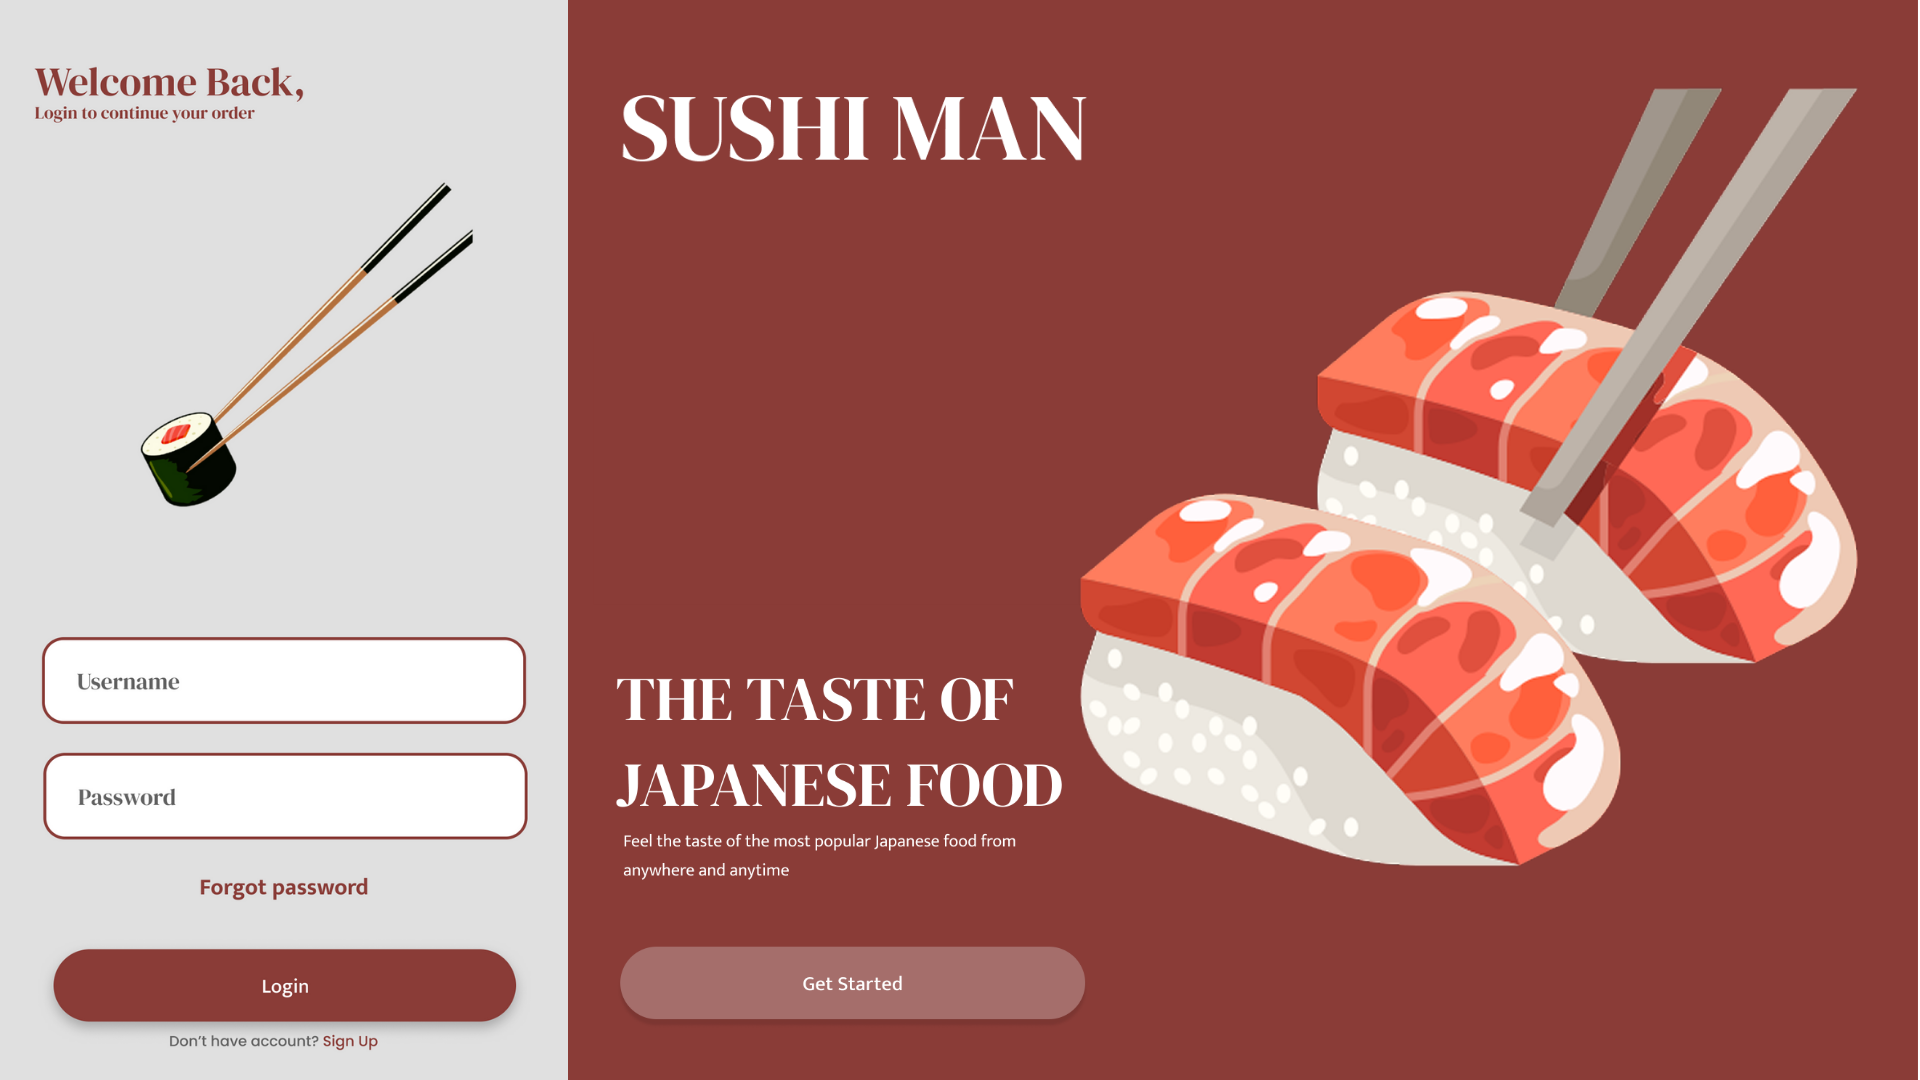 Welcome Back,
Login to continue your order
Username
Password
Forgot password
Login
Don’t have account? Sign Up
SUSHI MAN
THE TASTE OF
JAPANESE FOOD
Feel the taste of the most popular Japanese food from
anywhere and anytime
Get Started